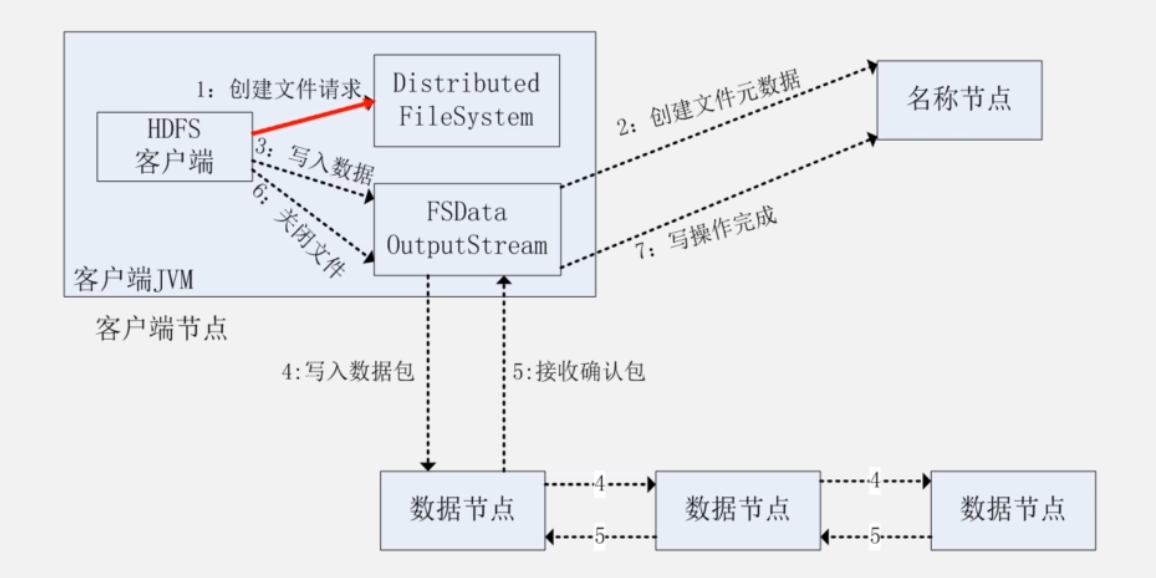 1：创建文件请求
Distributed
FileSystem
HDFS
客户端
3：写入数据
6：关闭文件
FSData
OutputStream
客户端JVM
客户端节点
2：创建文件元数据
名称节点
7：写操作完成
4:写入数据包
5:接收确认包
数据节点
4
5
数据节点
4
5
数据节点